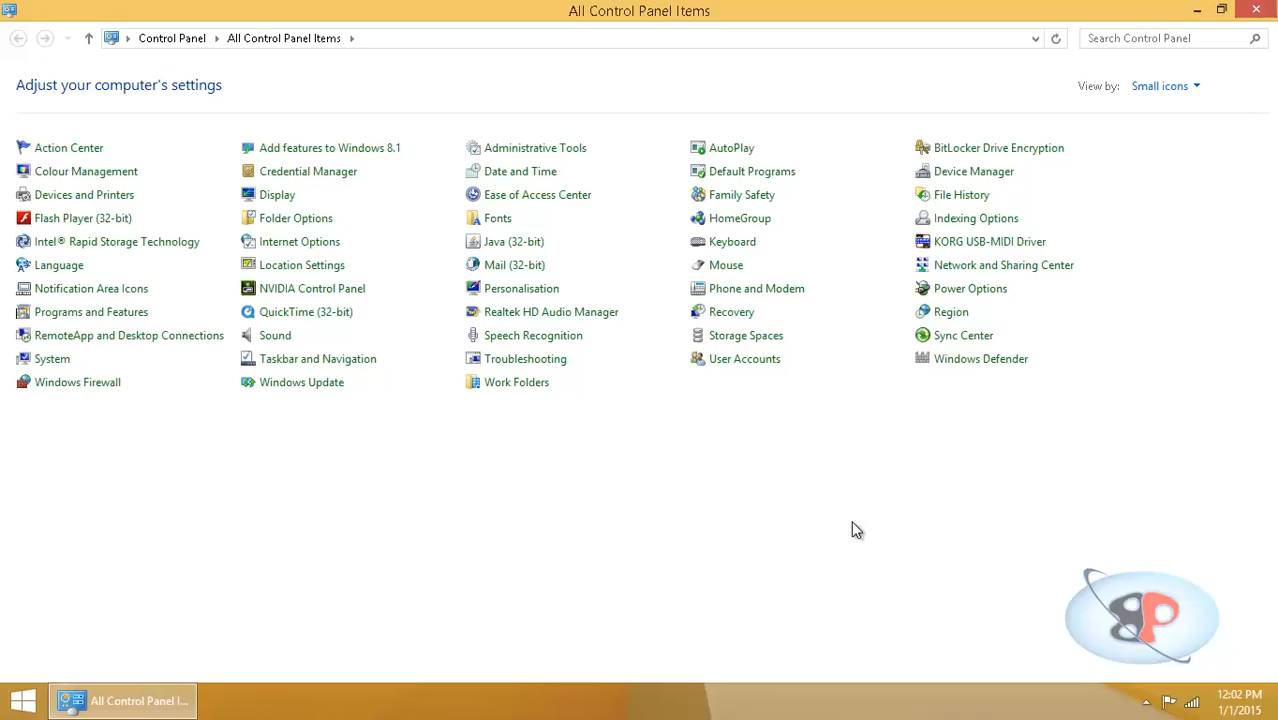 All Control Panel Items
Control Panel All Control Panel Items
Search Control Panel
Adjust your computer's settings
View by: Small icons
Action Center
Add features to Windows 8.1
Administrative Tools
AutoPlay
BitLocker Drive Encryption
Colour Management
Credential Manager
Date and Time
Default Programs
Device Manager
Devices and Printers
Display
Ease of Access Center
Family Safety
File History
Flash Player (32-bit)
Folder Options
Fonts
HomeGroup
Indexing Options
Intel® Rapid Storage Technology
Internet Options
Java (32-bit)
Keyboard
KORG USB-MIDI Driver
Language
Location Settings
Mail (32-bit)
Mouse
Network and Sharing Center
Notification Area Icons
NVIDIA Control Panel
Personalisation
Phone and Modem
Power Options
Programs and Features
QuickTime (32-bit)
Realtek HD Audio Manager
Recovery
Region
RemoteApp and Desktop Connections
Sound
Speech Recognition
Storage Spaces
Sync Center
System
Taskbar and Navigation
Troubleshooting
User Accounts
Windows Defender
Windows Firewall
Windows Update
Work Folders
BP
All Control Panel I...
12:02 PM
1/1/2015